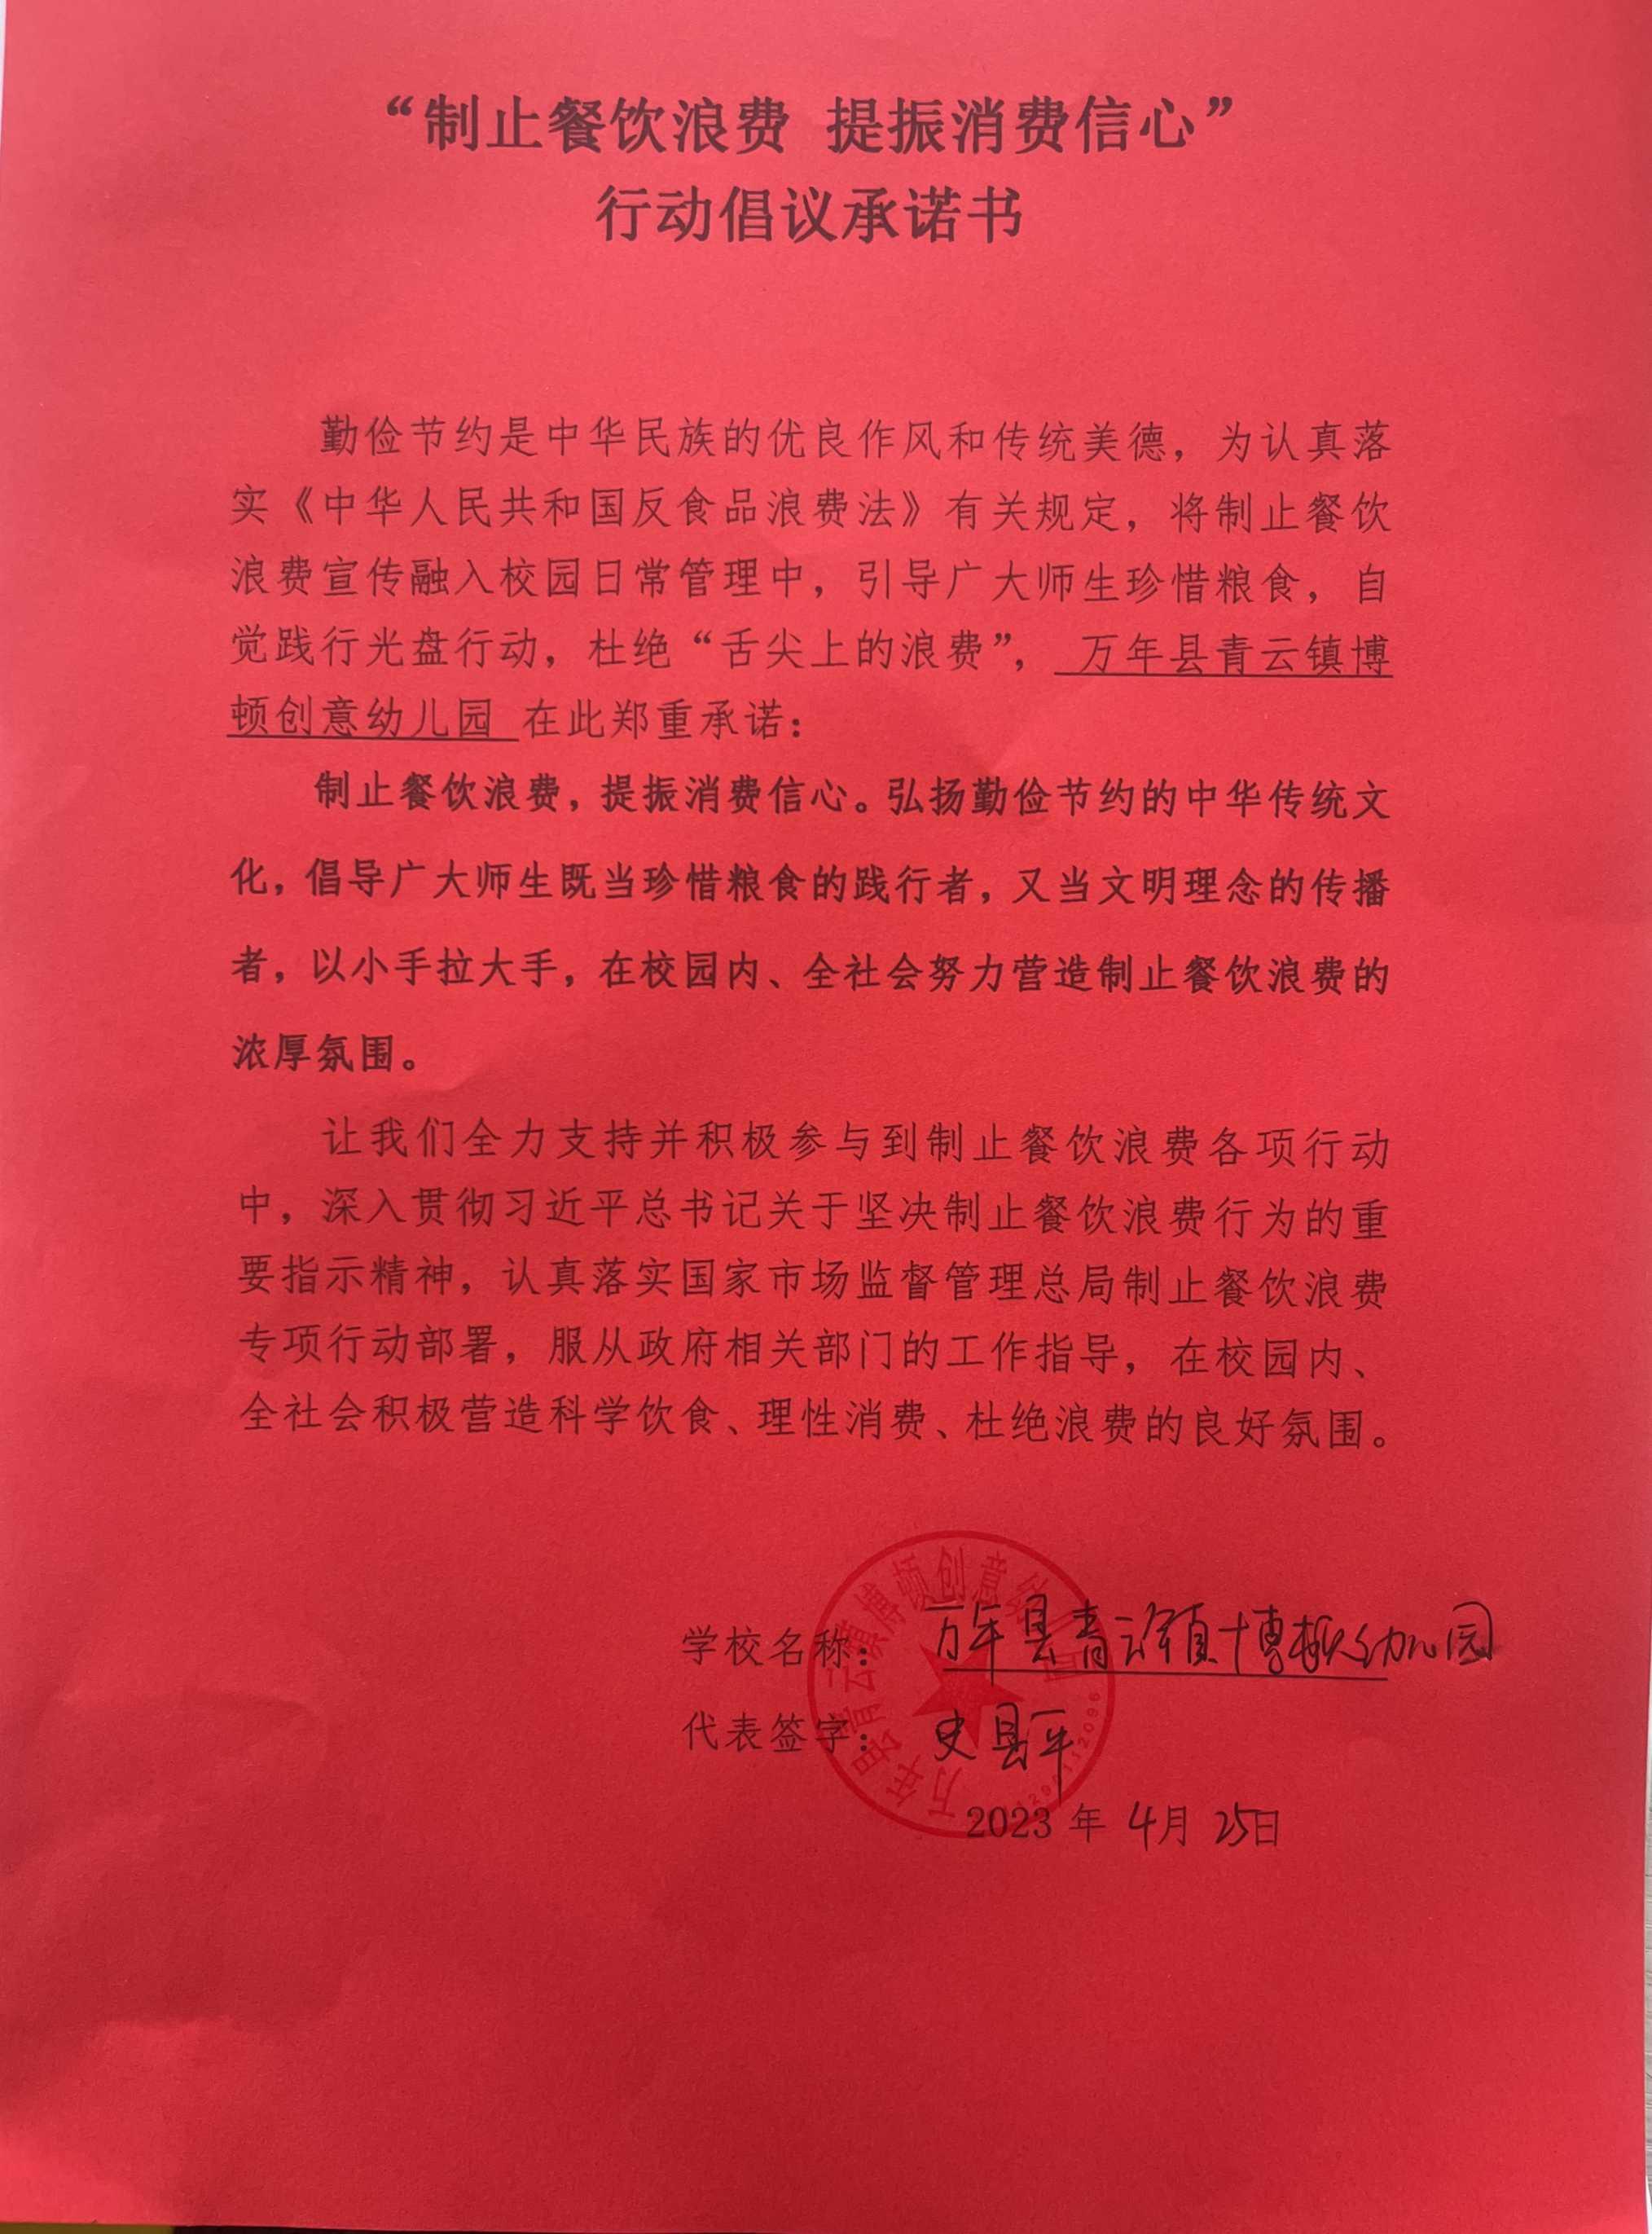 “制止餐饮浪费 提振消费信心”
行动倡议承诺书
勤俭节约是中华民族的优良作风和传统美德，为认真落
实《中华人民共和国反食品浪费法》有关规定，将制止餐饮
浪费宣传融入校园日常管理中，引导广大师生珍惜粮食，自
觉践行光盘行动，杜绝“舌尖上的浪费”， 万年县青云镇博
顿创意幼儿园 在此郑重承诺：
制止餐饮浪费，提振消费信心。弘扬勤俭节约的中华传统文
化，倡导广大师生既当珍惜粮食的践行者，又当文明理念的传播
者，以小手拉大手，在校园内、全社会努力营造制止餐饮浪费的
浓厚氛围。
让我们全力支持并积极参与到制止餐饮浪费各项行动
中，深入贯彻习近平总书记关于坚决制止餐饮浪费行为的重
要指示精神，认真落实国家市场监督管理总局制止餐饮浪费
专项行动部署，服从政府相关部门的工作指导，在校园内、
全社会积极营造科学饮食、理性消费、杜绝浪费的良好氛围。
万年县青云镇博顿创意幼儿园
学校名称： 万年县青云镇博顿幼儿园
代表签字： 史县平
2023 年 4月 25日